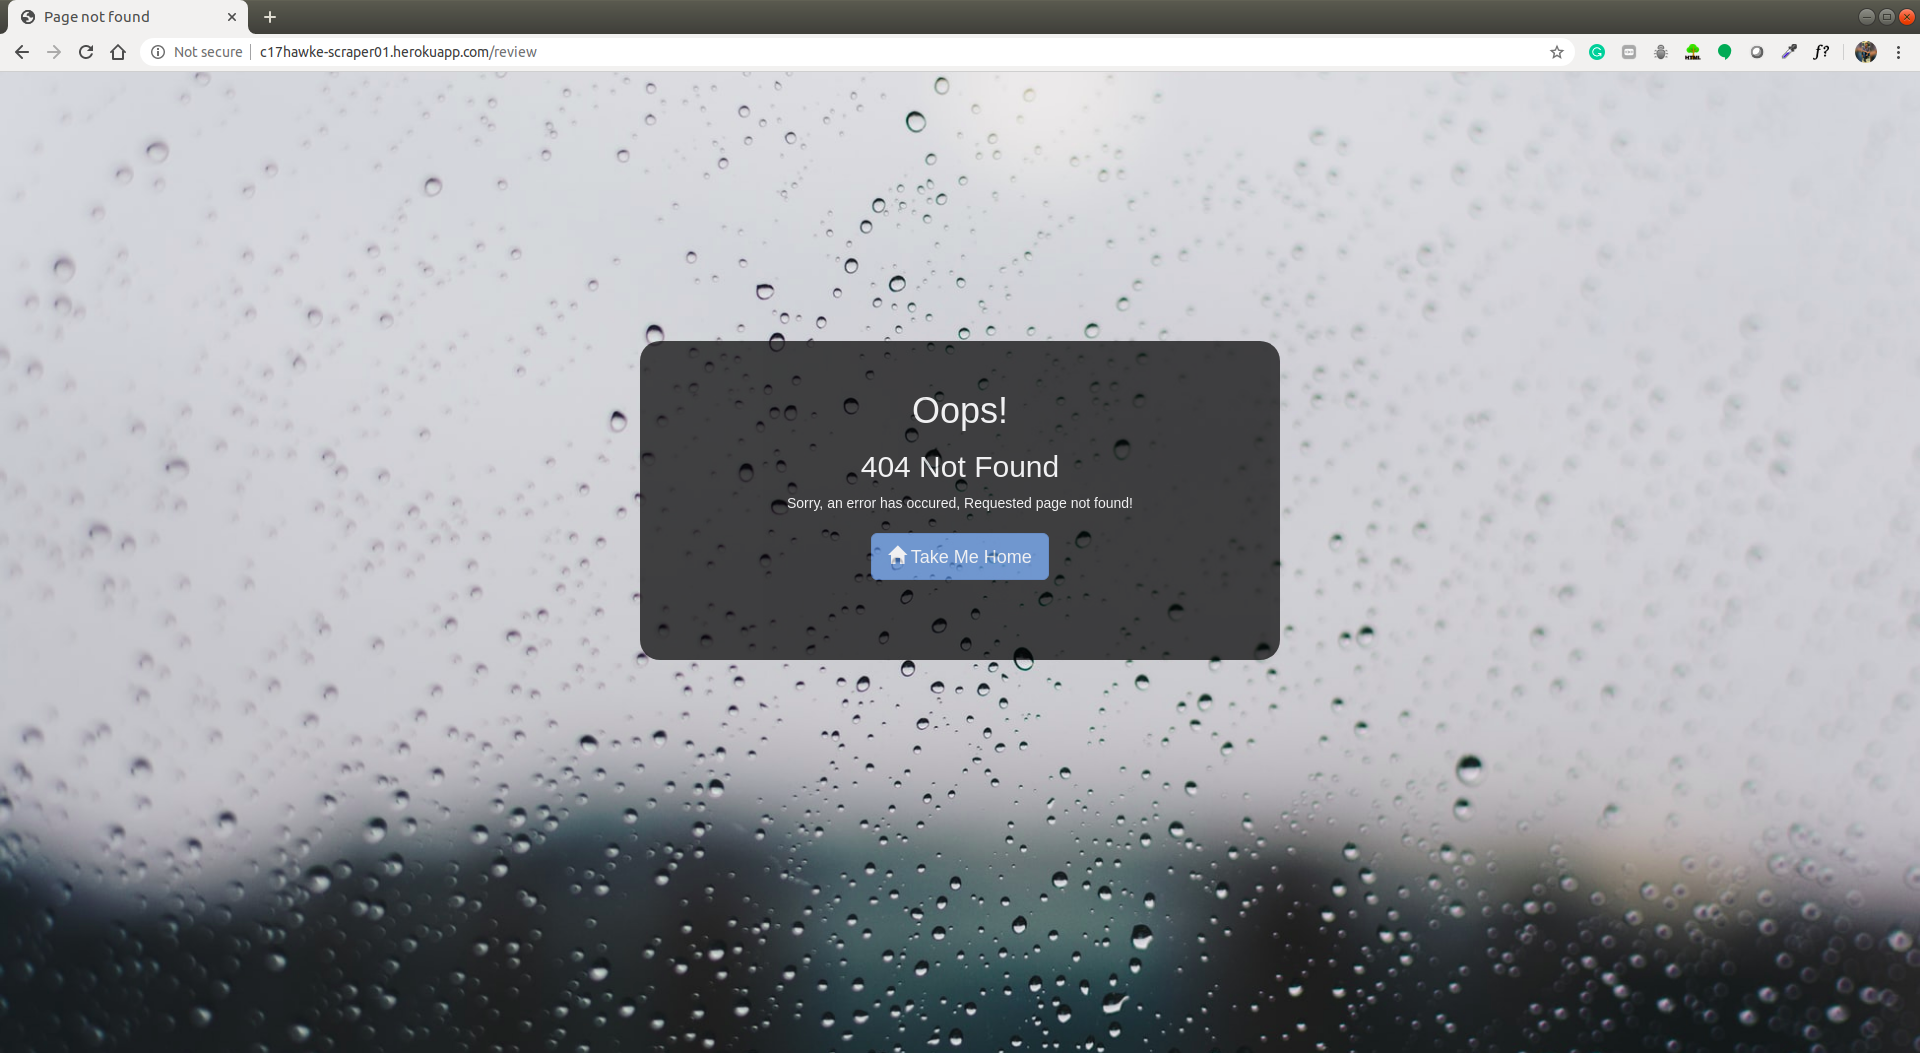 Page not found
Not secure
c17hawke-scraper01.herokuapp.com/review
HTML
f?
Oops!
404 Not Found
Sorry, an error has occured, Requested page not found!
Take Me Home